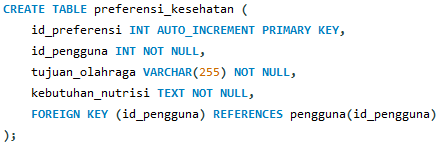 CREATE TABLE preferensi_kesehatan (
    id_preferensi INT AUTO_INCREMENT PRIMARY KEY,
    id_pengguna INT NOT NULL,
    tujuan_olahraga VARCHAR(255) NOT NULL,
    kebutuhan_nutrisi TEXT NOT NULL,
    FOREIGN KEY (id_pengguna) REFERENCES pengguna(id_pengguna)
);